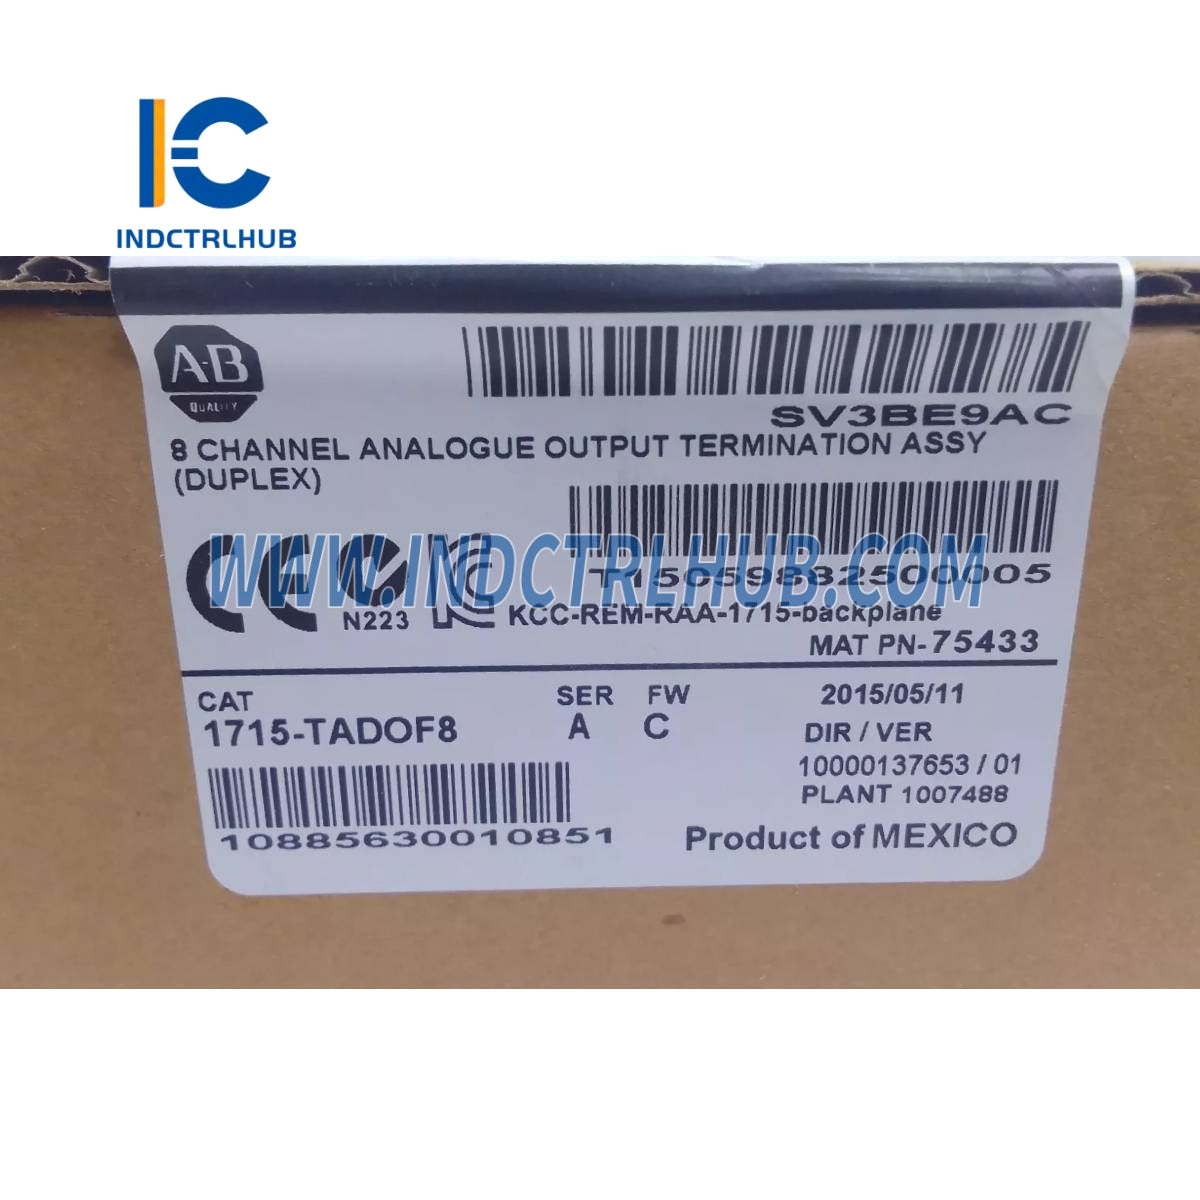 INDCTRLHUB
A-B
QUALITY
SV3BE9AC
8 CHANNEL ANALOGUE OUTPUT TERMINATION ASSY
(DUPLEX)
WWW.INDCTRLHUB.COM
N223
KCC-REM-RAA-1715-backplane
MAT PN-75433
CAT
1715-TADOF8
SER FW
A C
2015/05/11
DIR / VER
10000137653 / 01
PLANT 1007488
10885630010851
Product of MEXICO